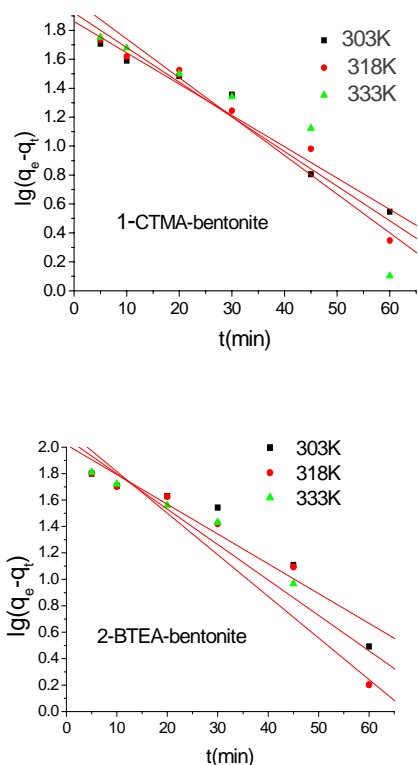 303K
318K
333K
1.8
1.6
1.4
1.2
1.0
0.8
0.6
0.4
0.2
0.0
lg(qe-qt)
1-CTMA-bentonite
0 10 20 30 40 50 60
t(min)
303K
318K
333K
2.0
1.8
1.6
1.4
1.2
1.0
0.8
0.6
0.4
0.2
0.0
lg(qe-qt)
2-BTEA-bentonite
0 10 20 30 40 50 60
t(min)